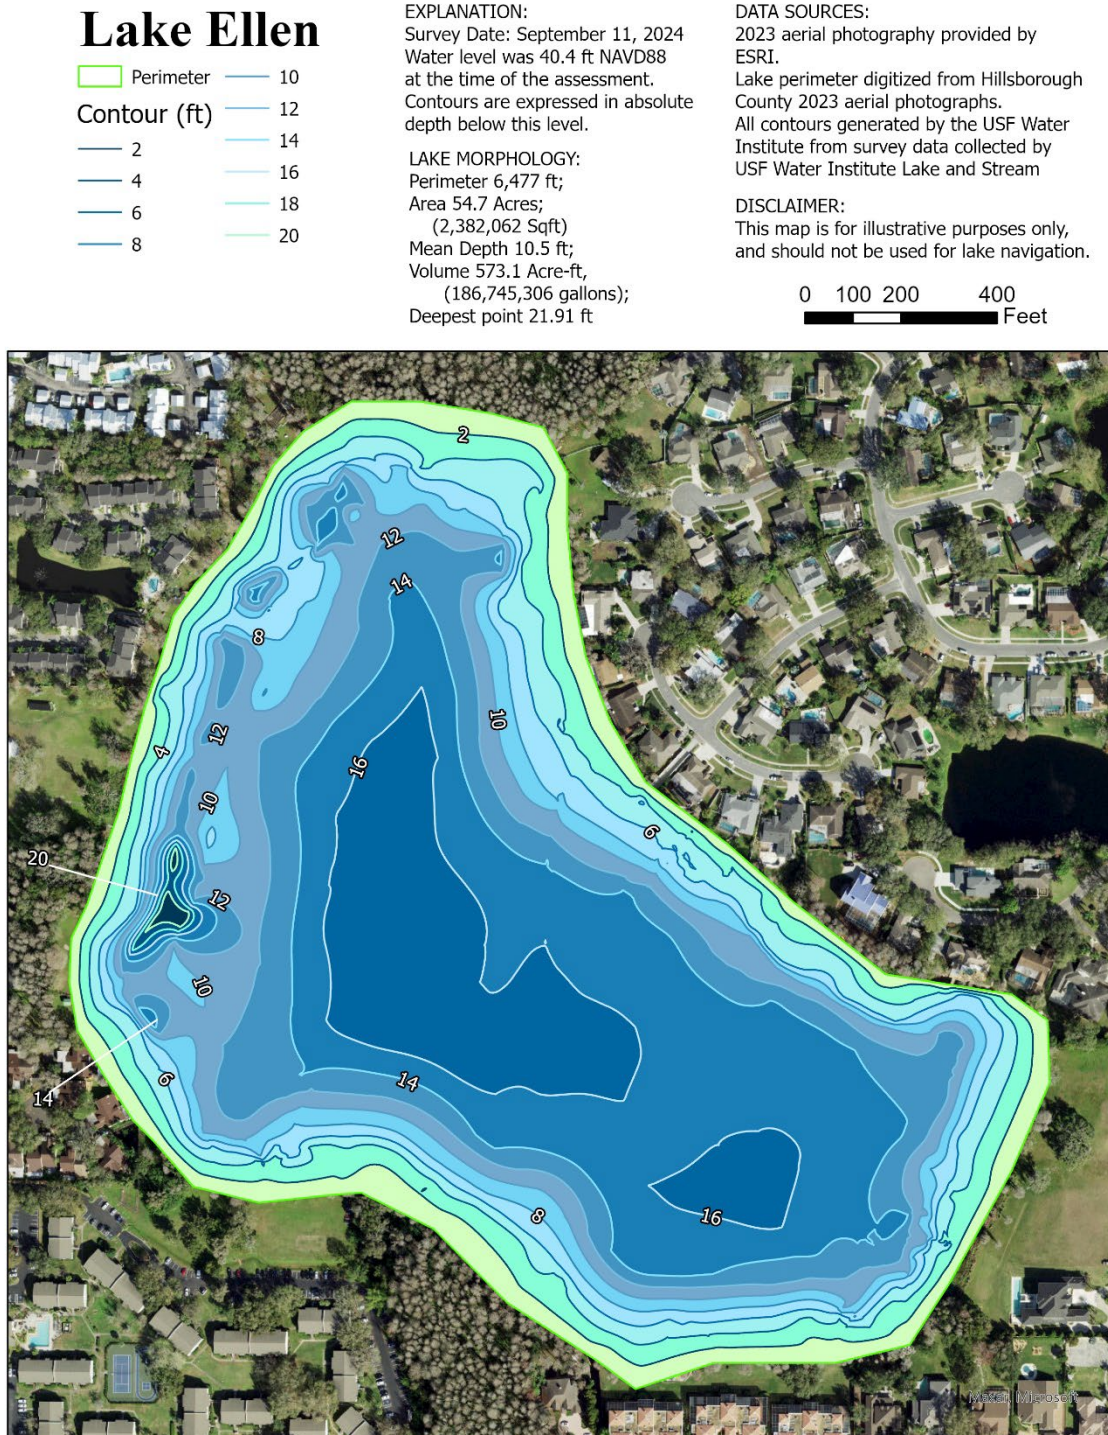 Lake Ellen
Perimeter
Contour (ft)
2
4
6
8
10
12
14
16
18
20
EXPLANATION:
Survey Date: September 11, 2024
Water level was 40.4 ft NAVD88
at the time of the assessment.
Contours are expressed in absolute
depth below this level.
LAKE MORPHOLOGY:
Perimeter 6,477 ft;
Area 54.7 Acres;
(2,382,062 Sqft)
Mean Depth 10.5 ft;
Volume 573.1 Acre-ft,
(186,745,306 gallons);
Deepest point 21.91 ft
DATA SOURCES:
2023 aerial photography provided by
ESRI.
Lake perimeter digitized from Hillsborough
County 2023 aerial photographs.
All contours generated by the USF Water
Institute from survey data collected by
USF Water Institute Lake and Stream
DISCLAIMER:
This map is for illustrative purposes only,
and should not be used for lake navigation.
0 100 200 400
Feet
2
12
14
8
10
12
4
16
10
6
20
12
10
14
6
14
8
16
Maxar, Microsoft